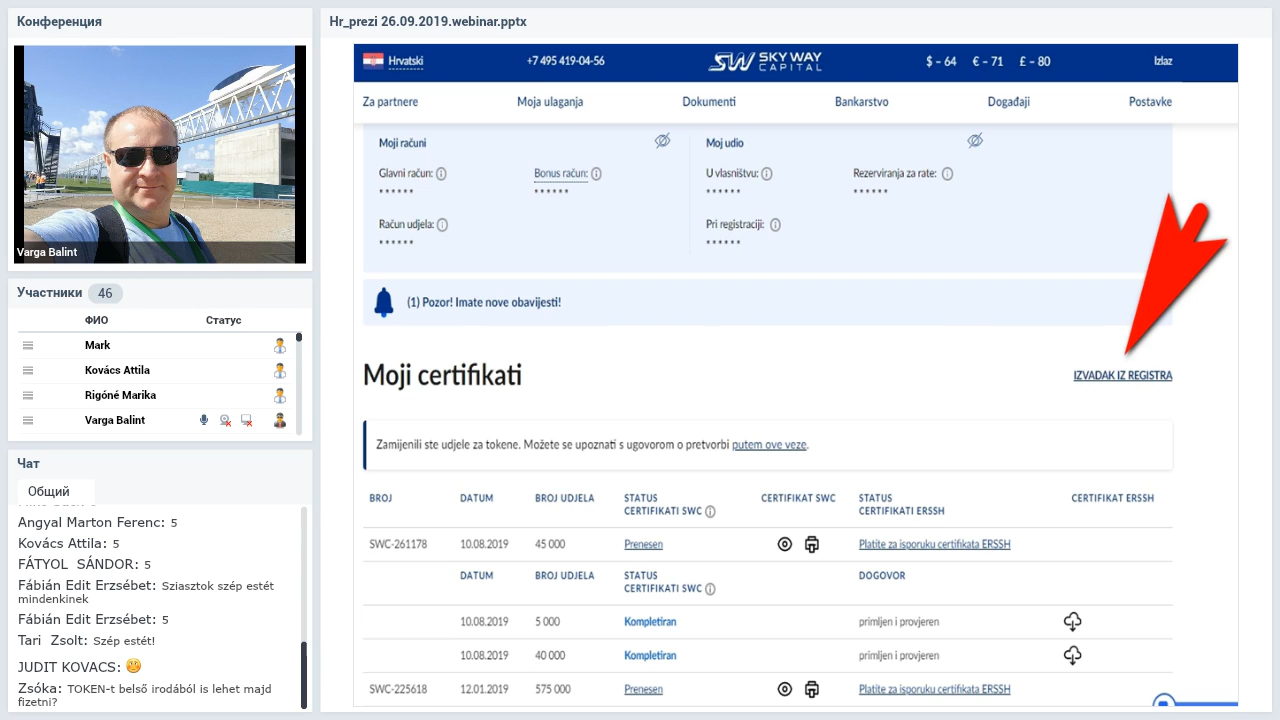 Конференция
Varga Balint
Участники 46
ФИО Статус
Mark
Kovács Attila
Rigóné Marika
Varga Balint
Чат
Общий
Angyal Marton Ferenc: 5
Kovács Attila: 5
FÁTYOL SÁNDOR: 5
Fábián Edit Erzsébet: Sziasztok szép estét
mindenkinek
Fábián Edit Erzsébet: 5
Tari Zsolt: Szép estét!
JUDIT KOVACS:
Zsóka: TOKEN-t belső irodából is lehet majd
fizetni?
Hr_prezi 26.09.2019.webinar.pptx
Hrvatski +7 495 419-04-56 SW SKY WAY CAPITAL $ – 64 € – 71 £ – 80 Izlaz
Za partnere Moja ulaganja Dokumenti Bankarstvo Događaji Postavke
Moji računi Moj udio
Glavni račun: Bonus račun: U vlasništvu: Rezerviranja za rate:
****** ****** ****** ******
Račun udjela: Pri registraciji:
****** ******
(1) Pozor! Imate nove obavijesti!
Moji certifikati IZVADAK IZ REGISTRA
Zamijenili ste udjele za tokene. Možete se upoznati s ugovorom o pretvorbi putem ove veze.
BROJ DATUM BROJ UDJELA STATUS CERTIFIKAT SWC STATUS CERTIFIKAT ERSSH
CERTIFIKATI SWC CERTIFIKATI ERSSH
SWC-261178 10.08.2019 45 000 Prenesen Platite za isporuku certifikata ERSSH
DATUM BROJ UDJELA STATUS DOGOVOR
CERTIFIKATI SWC
10.08.2019 5 000 Kompletiran primljen i provjeren
10.08.2019 40 000 Kompletiran primljen i provjeren
SWC-225618 12.01.2019 575 000 Prenesen Platite za isporuku certifikata ERSSH